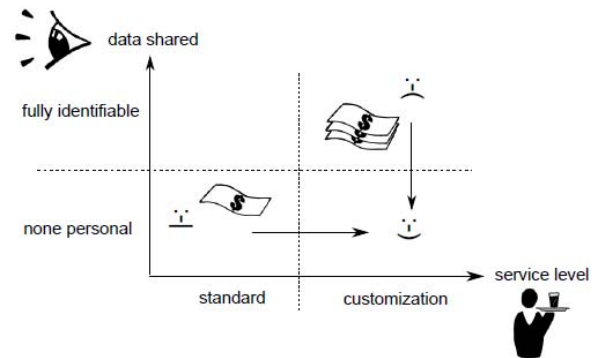 data shared
fully identifiable
$ $ $
$
none personal
service level
standard customization